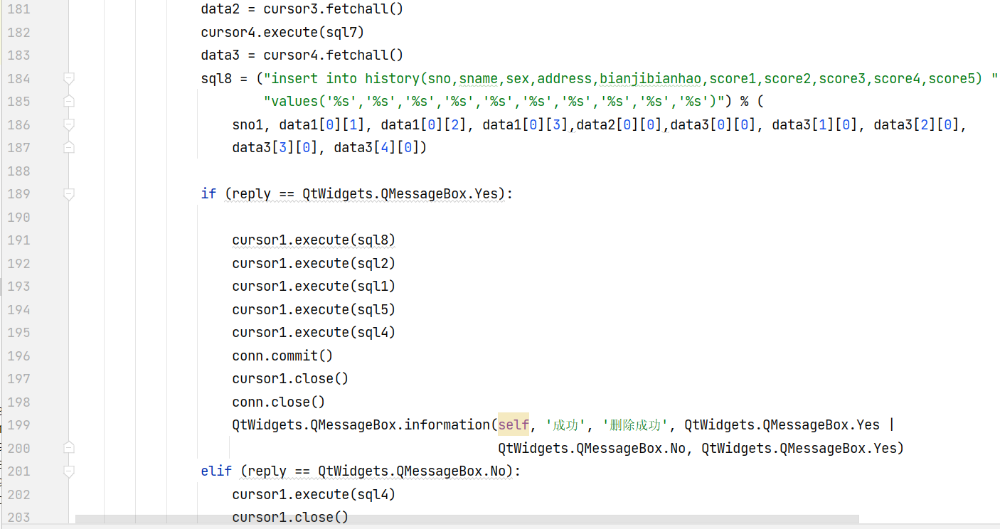 181 data2 = cursor3.fetchall()
182 cursor4.execute(sql7)
183 data3 = cursor4.fetchall()
184 sql8 = ("insert into history(sno,sname,sex,address,bianjibianhao,score1,score2,score3,score4,score5) "
185 "values('%s','%s','%s','%s','%s','%s','%s','%s','%s','%s')") % (
186 sno1, data1[0][1], data1[0][2], data1[0][3],data2[0][0],data3[0][0], data3[1][0], data3[2][0],
187 data3[3][0], data3[4][0])
188
189 if (reply == QtWidgets.QMessageBox.Yes):
190
191 cursor1.execute(sql8)
192 cursor1.execute(sql2)
193 cursor1.execute(sql1)
194 cursor1.execute(sql5)
195 cursor1.execute(sql4)
196 conn.commit()
197 cursor1.close()
198 conn.close()
199 QtWidgets.QMessageBox.information(self, '成功', '删除成功', QtWidgets.QMessageBox.Yes |
200 QtWidgets.QMessageBox.No, QtWidgets.QMessageBox.Yes)
201 elif (reply == QtWidgets.QMessageBox.No):
202 cursor1.execute(sql4)
203 cursor1.close()